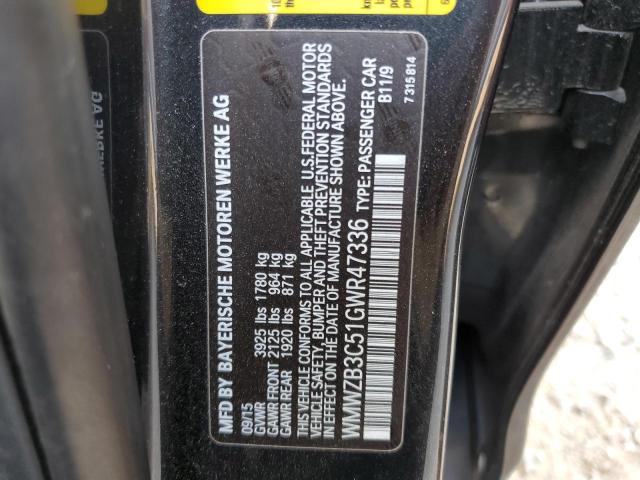 MFD BY BAYERISCHE MOTOREN WERKE AG
09/15
GVWR 3925 lbs 1780 kg
GAWR FRONT 2125 lbs 964 kg
GAWR REAR 1920 lbs 871 kg
THIS VEHICLE CONFORMS TO ALL APPLICABLE U.S.FEDERAL MOTOR
VEHICLE SAFETY, BUMPER AND THEFT PREVENTION STANDARDS
IN EFFECT ON THE DATE OF MANUFACTURE SHOWN ABOVE.
WMWZB3C51GWR47336 TYPE: PASSENGER CAR
B11/9
7 315 814